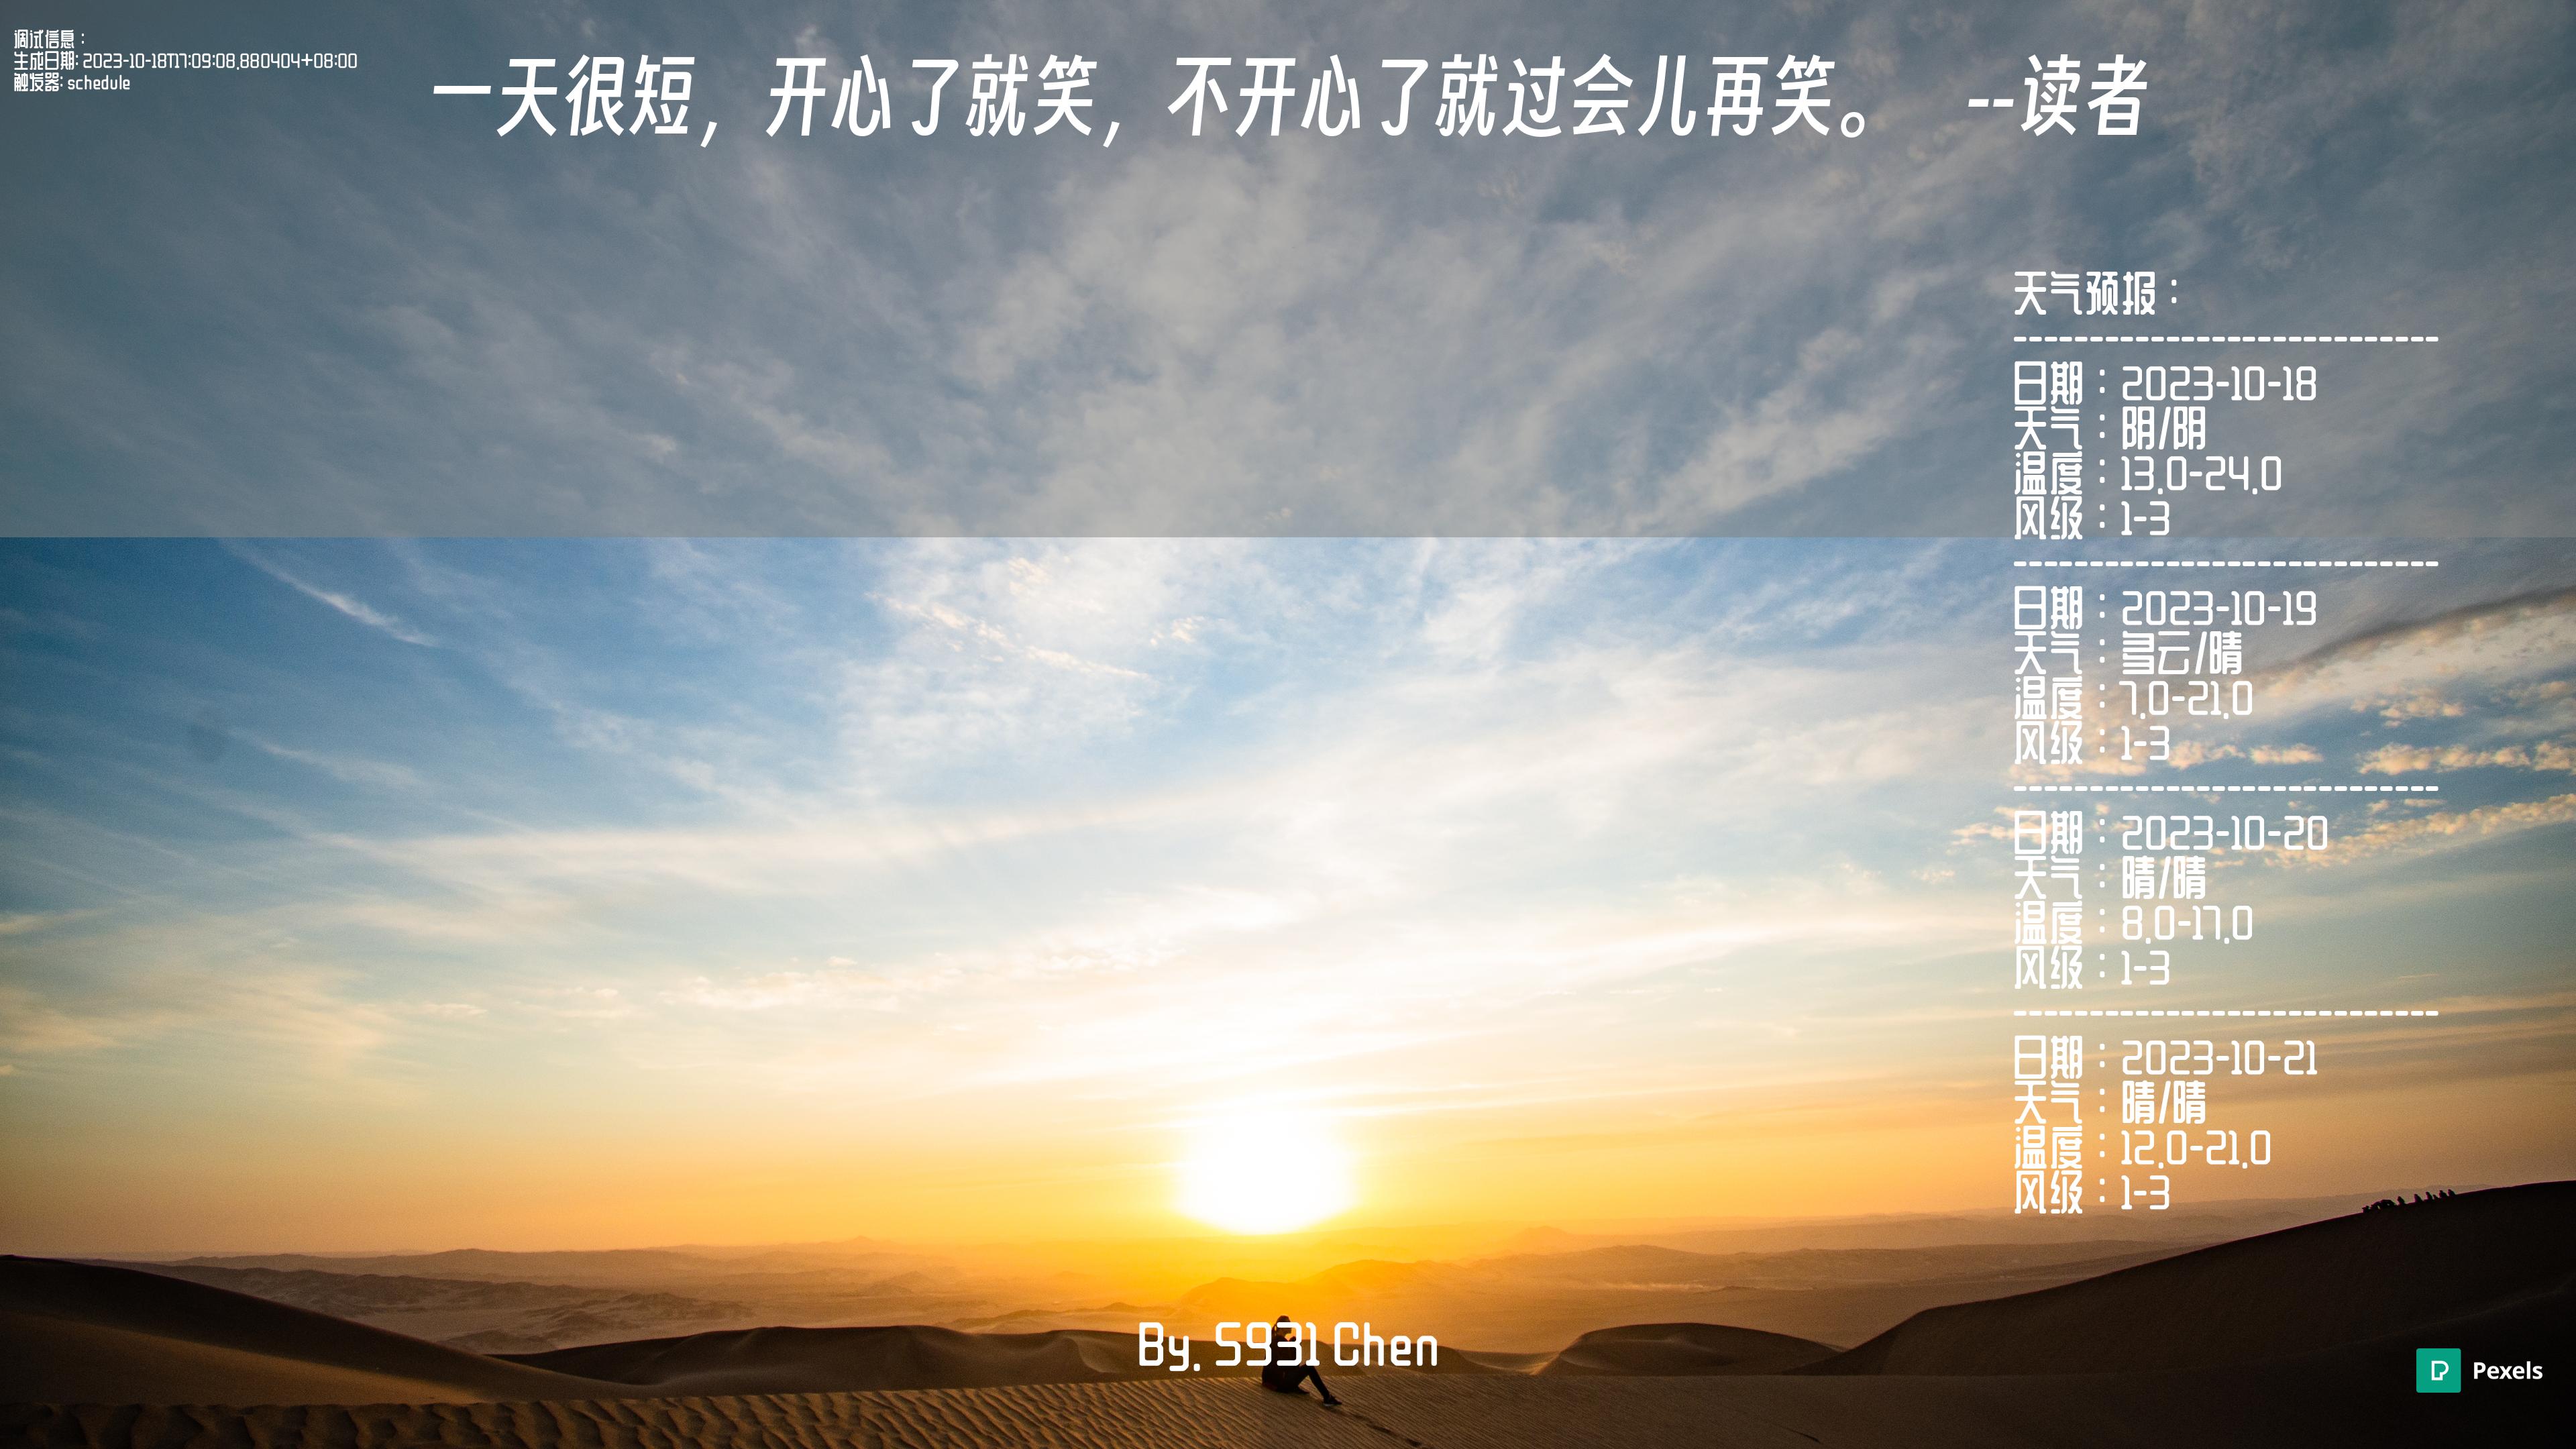 调试信息：
生成日期: 2023-10-18T17:09:08.880404+08:00
触发器: schedule
一天很短，开心了就笑，不开心了就过会儿再笑。 --读者
天气预报：
----------------------------
日期：2023-10-18
天气：阴/阴
温度：13.0-24.0
风级：1-3
----------------------------
日期：2023-10-19
天气：多云/晴
温度：7.0-21.0
风级：1-3
----------------------------
日期：2023-10-20
天气：晴/晴
温度：8.0-17.0
风级：1-3
----------------------------
日期：2023-10-21
天气：晴/晴
温度：12.0-21.0
风级：1-3
By. S931 Chen
Pexels